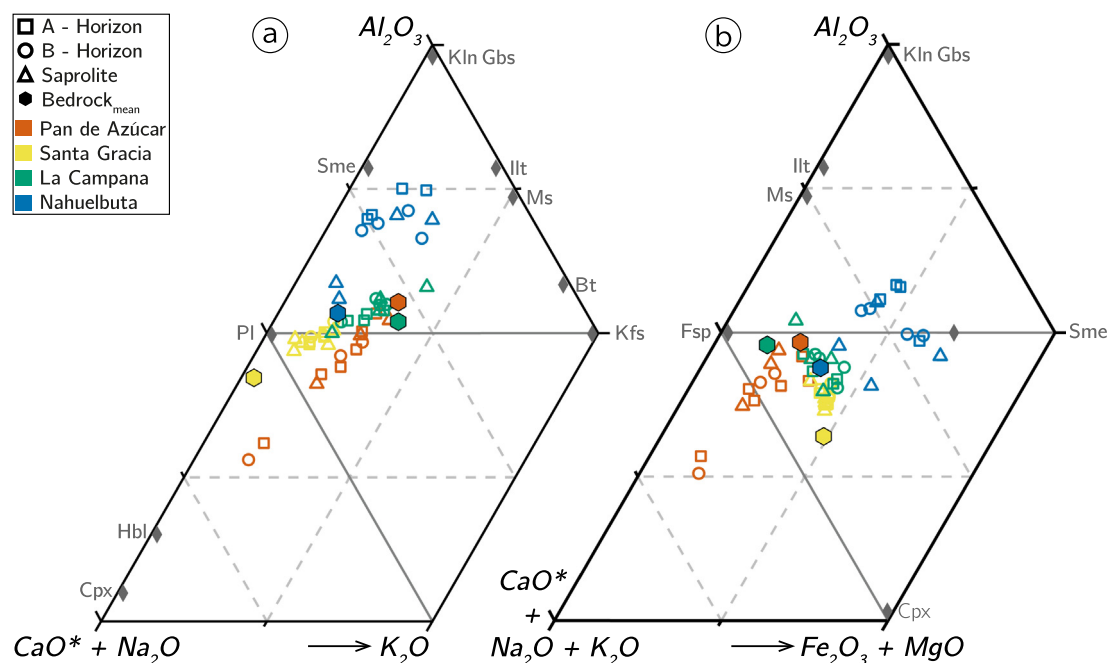 A - Horizon
B - Horizon
Saprolite
Bedrock_mean
Pan de Azúcar
Santa Gracia
La Campana
Nahuelbuta
a
Al₂O₃
Kln Gbs
Sme
Ilt
Ms
Bt
Pl
Kfs
Hbl
Cpx
CaO* + Na₂O
K₂O
b
Al₂O₃
Kln Gbs
Ilt
Ms
Fsp
Sme
Cpx
CaO*
+
Na₂O + K₂O
Fe₂O₃ + MgO